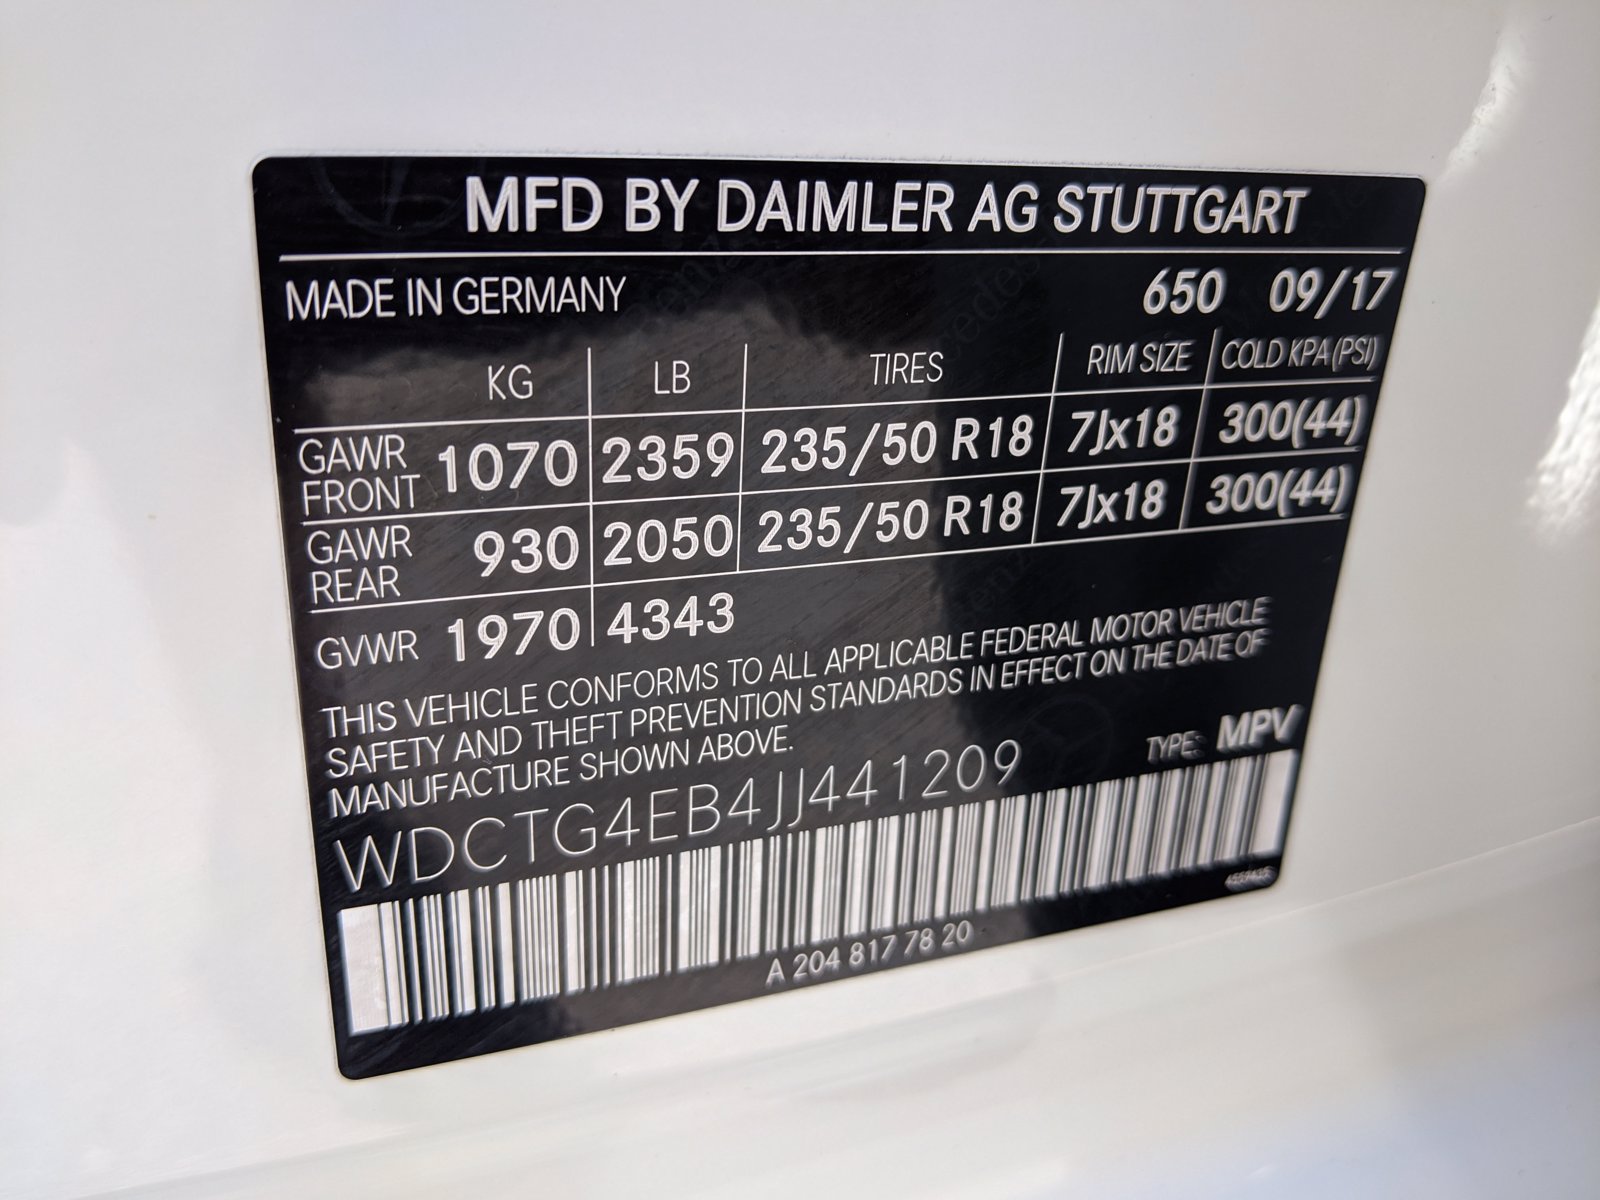 MFD BY DAIMLER AG STUTTGART
MADE IN GERMANY 650 09/17
KG LB TIRES RIM SIZE COLD KPA (PSI)
GAWR FRONT 1070 2359 235/50 R18 7Jx18 300(44)
GAWR REAR 930 2050 235/50 R18 7Jx18 300(44)
GVWR 1970 4343
THIS VEHICLE CONFORMS TO ALL APPLICABLE FEDERAL MOTOR VEHICLE
SAFETY AND THEFT PREVENTION STANDARDS IN EFFECT ON THE DATE OF
MANUFACTURE SHOWN ABOVE.
TYPE: MPV
WDCTG4EB4JJ441209
A 204 817 78 20